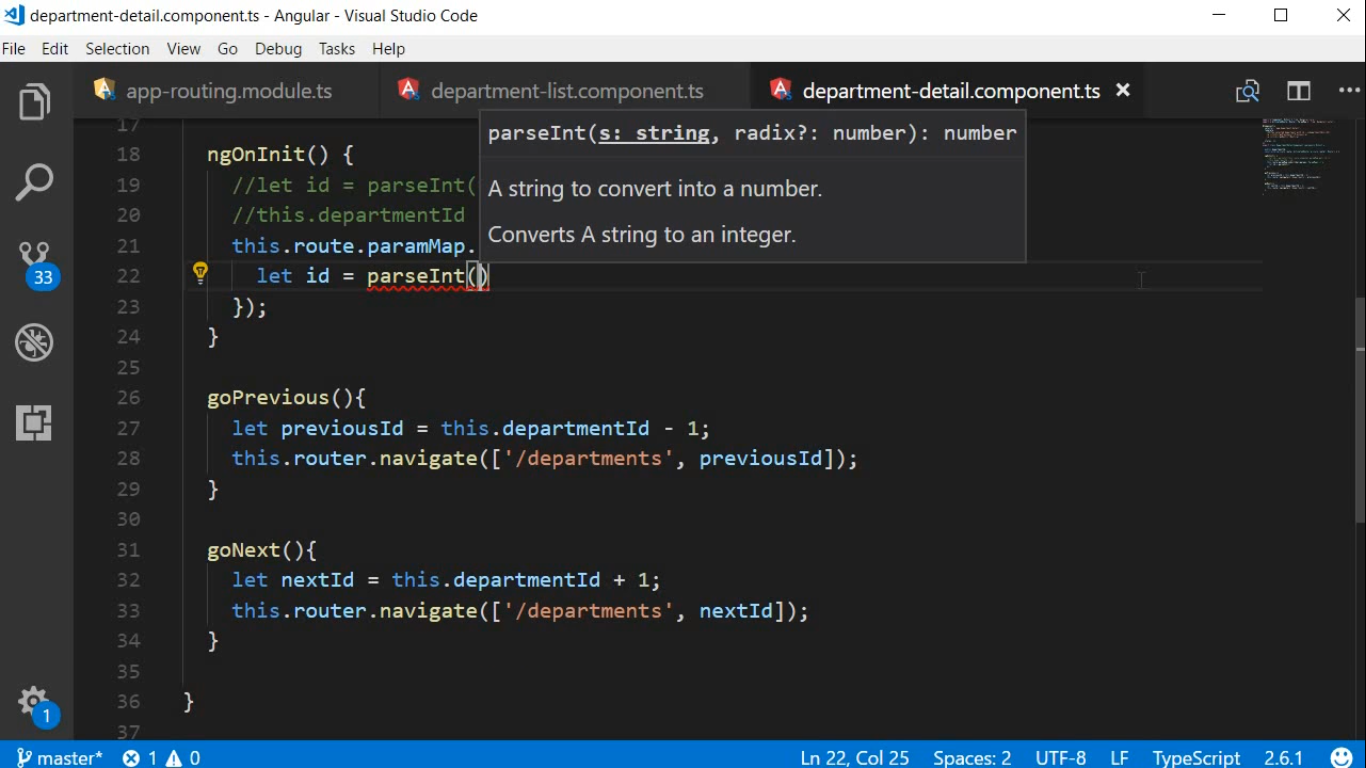 department-detail.component.ts - Angular - Visual Studio Code
File Edit Selection View Go Debug Tasks Help
app-routing.module.ts department-list.component.ts department-detail.component.ts
17
parseInt(s: string, radix?: number): number
18 ngOnInit() {
19 //let id = parseInt(
A string to convert into a number.
20 //this.departmentId
Converts A string to an integer.
21 this.route.paramMap.
22 let id = parseInt()
23 });
24 }
25
26 goPrevious(){
27 let previousId = this.departmentId - 1;
28 this.router.navigate(['/departments', previousId]);
29 }
30
31 goNext(){
32 let nextId = this.departmentId + 1;
33 this.router.navigate(['/departments', nextId]);
34 }
35
36 }
37
33
1
master* 1 0 Ln 22, Col 25 Spaces: 2 UTF-8 LF TypeScript 2.6.1